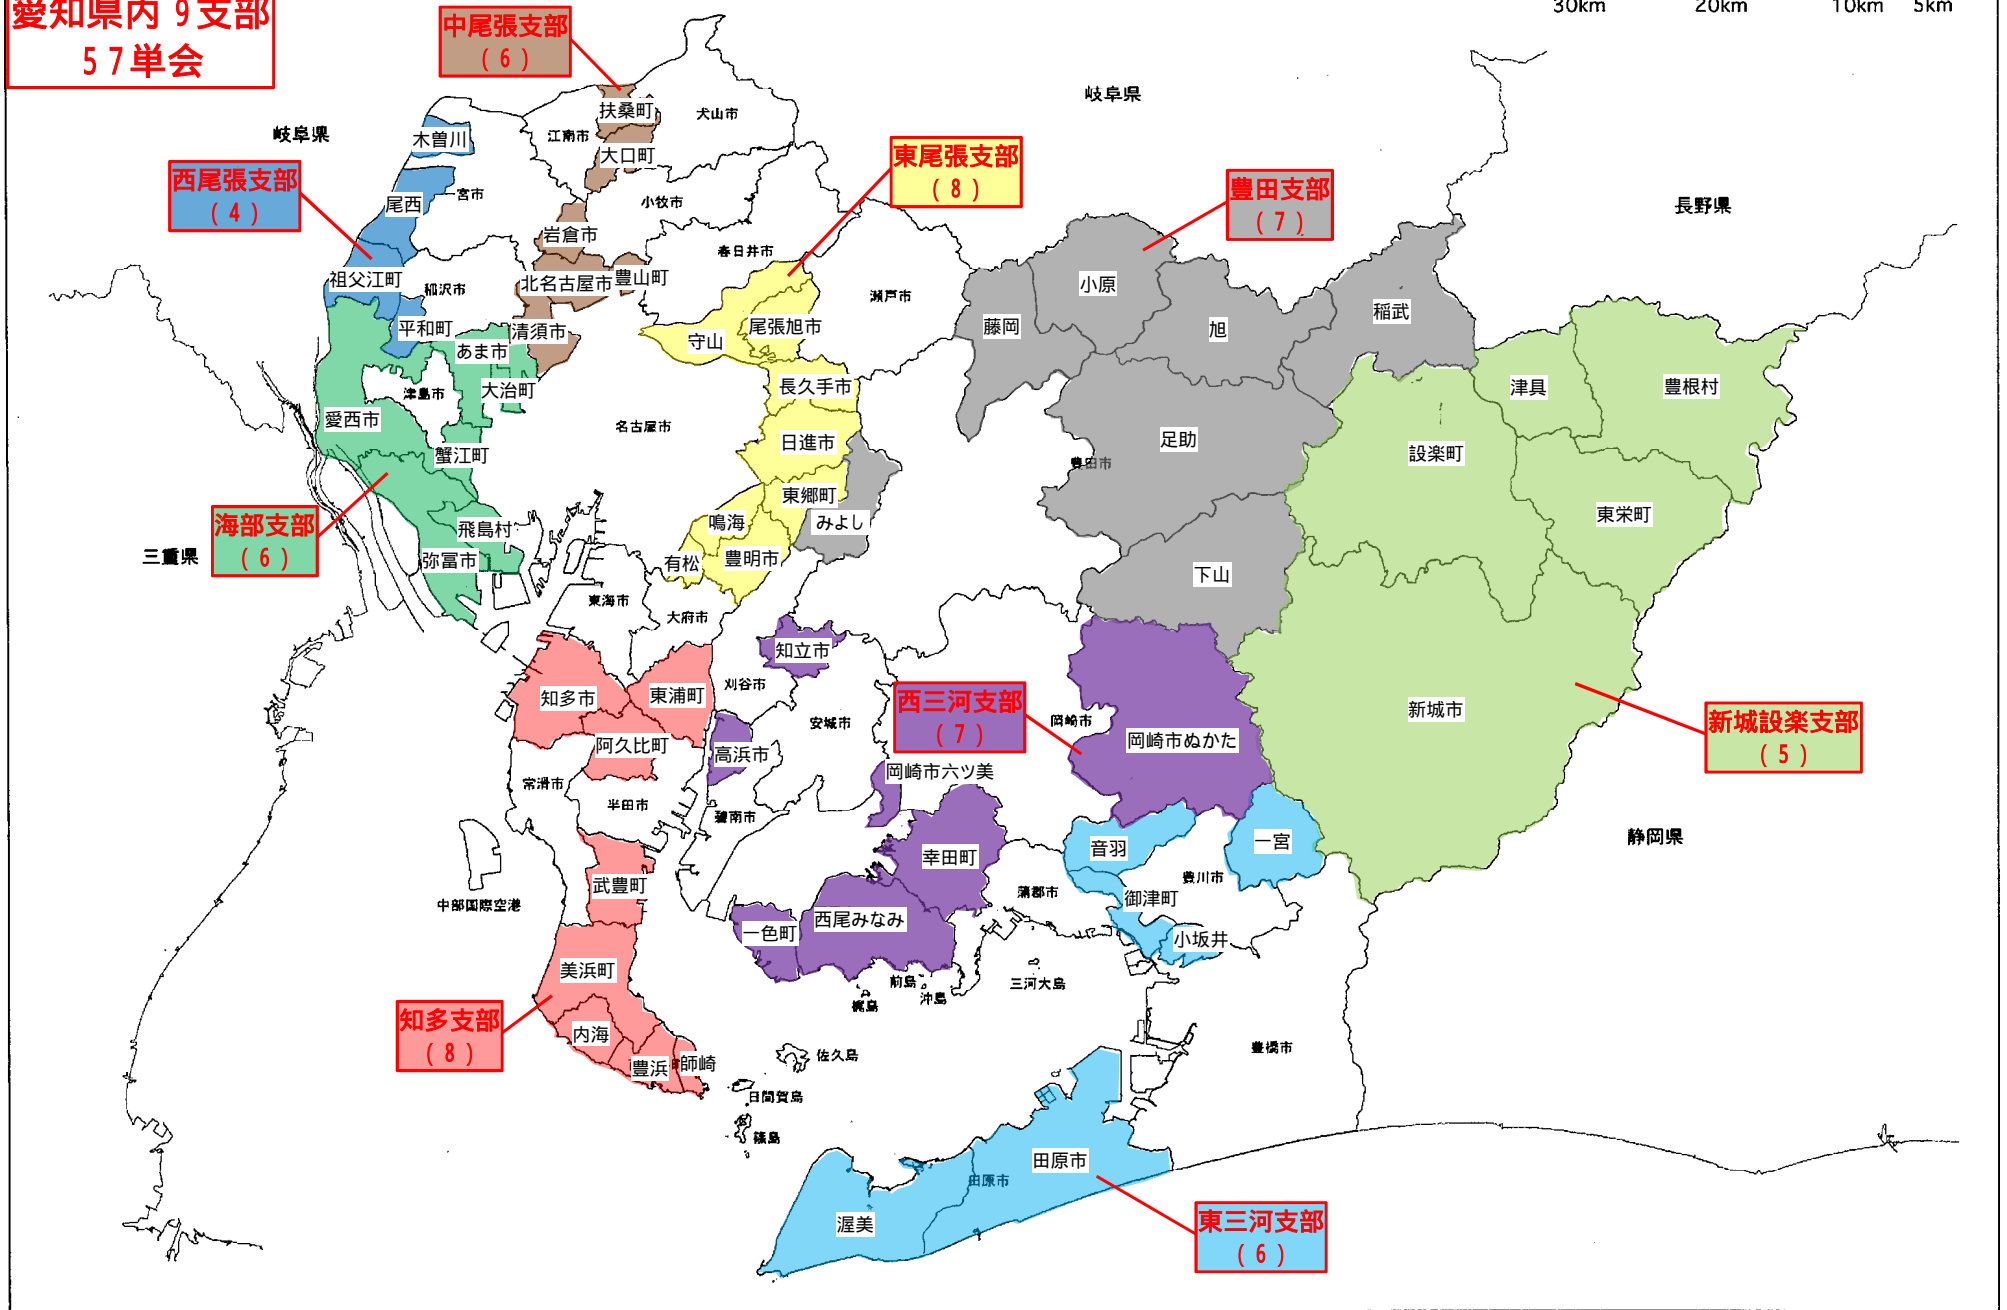 愛知県内9支部
57単会
30km
20km
10km
5km
中尾張支部
(6)
扶桑町
犬山市
江南市
大口町
岐阜県
岐阜県
木曽川
西尾張支部
(4)
尾西
宮市
小牧市
岩倉市
東尾張支部
(8)
豊田支部
(7)
長野県
春日井市
祖父江町
稲沢市
北名古屋市
豊山町
瀬戸市
小原
平和町
清須市
あま市
守山
尾張旭市
藤岡
旭
稲武
津島市
大治町
長久手市
津具
豊根村
愛西市
名古屋市
日進市
足助
蟹江町
豊田市
設楽町
東郷町
海部支部
(6)
飛島村
鳴海
みよし
東栄町
三重県
弥冨市
有松
豊明市
下山
東海市
大府市
知立市
知多市
東浦町
刈谷市
西三河支部
(7)
岡崎市
新城市
新城設楽支部
(5)
安城市
阿久比町
高浜市
岡崎市ぬかた
常滑市
岡崎市六ツ美
半田市
碧南市
静岡県
音羽
一宮
幸田町
武豊町
蒲郡市
豊川市
中部国際空港
御津町
西尾みなみ
一色町
小坂井
美浜町
前島
沖島
梶島
三河大島
知多支部
(8)
内海
豊浜
師崎
佐久島
豊橋市
日間賀島
篠島
田原市
田原市
渥美
東三河支部
(6)